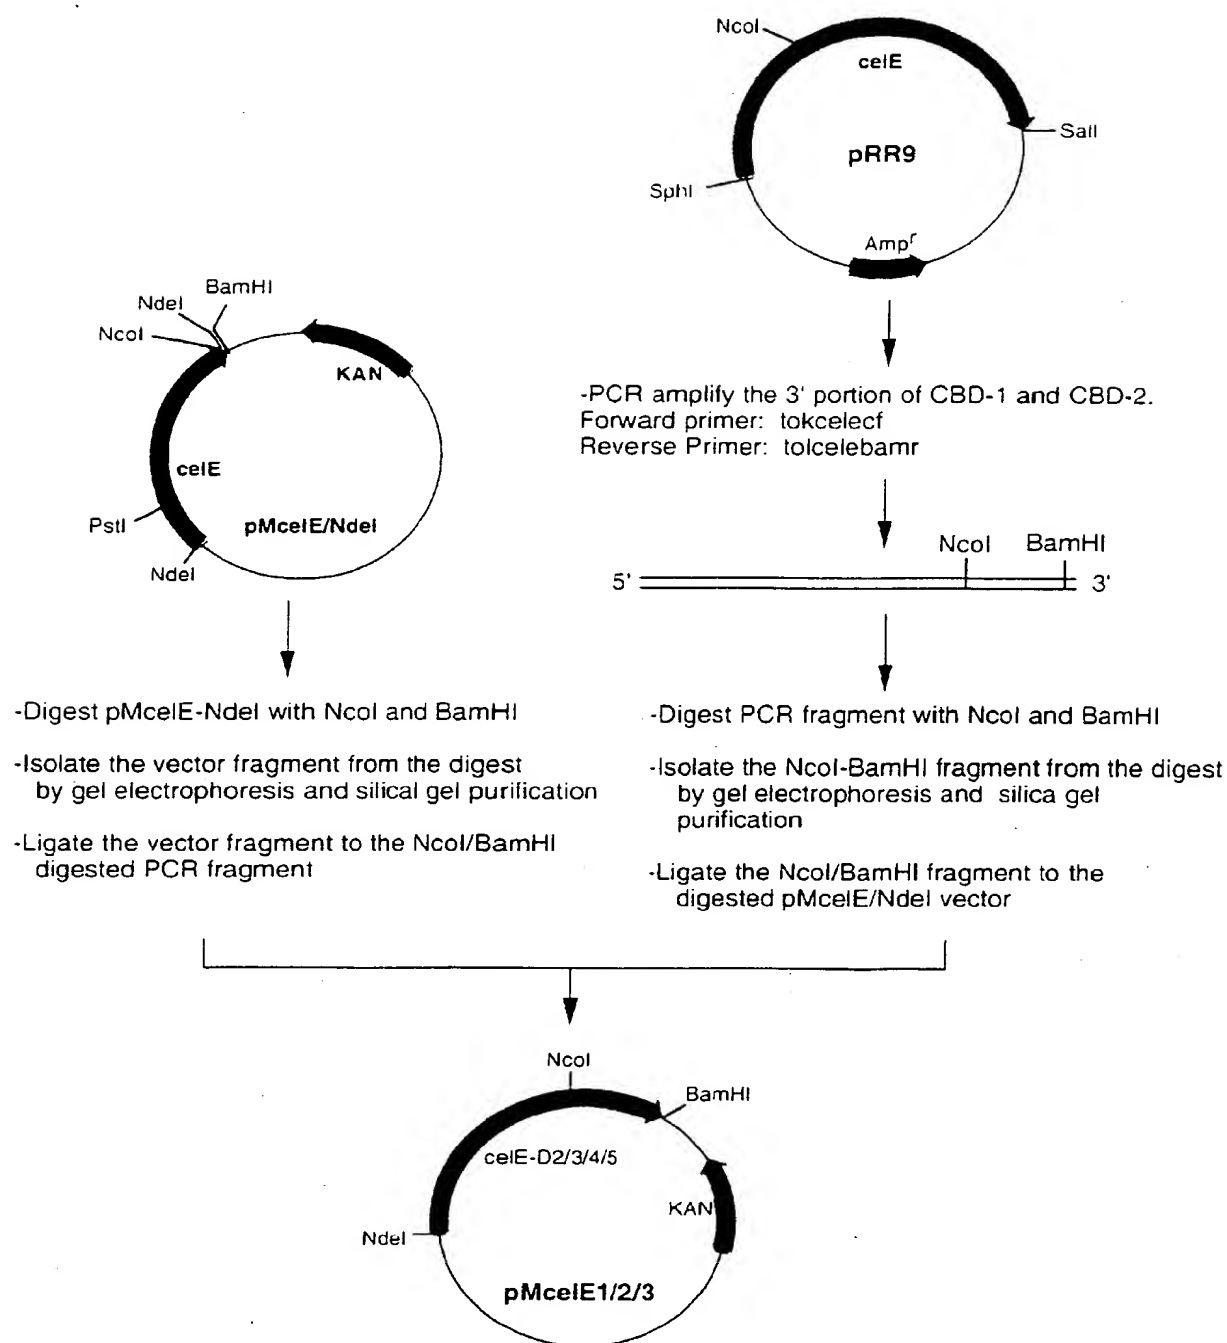 NcoI
celE
SalI
pRR9
SphI
Amp^r
BamHI
NdeI
NcoI
KAN
celE
PstI
pMcelE/NdeI
NdeI
-PCR amplify the 3' portion of CBD-1 and CBD-2.
Forward primer: tokcelecf
Reverse Primer: tolcelebamr
NcoI BamHI
5' 3'
-Digest pMcelE-NdeI with NcoI and BamHI
-Isolate the vector fragment from the digest
by gel electrophoresis and silical gel purification
-Ligate the vector fragment to the NcoI/BamHI
digested PCR fragment
-Digest PCR fragment with NcoI and BamHI
-Isolate the NcoI-BamHI fragment from the digest
by gel electrophoresis and silica gel
purification
-Ligate the NcoI/BamHI fragment to the
digested pMcelE/NdeI vector
NcoI
BamHI
celE-D2/3/4/5
KAN
NdeI
pMcelE1/2/3